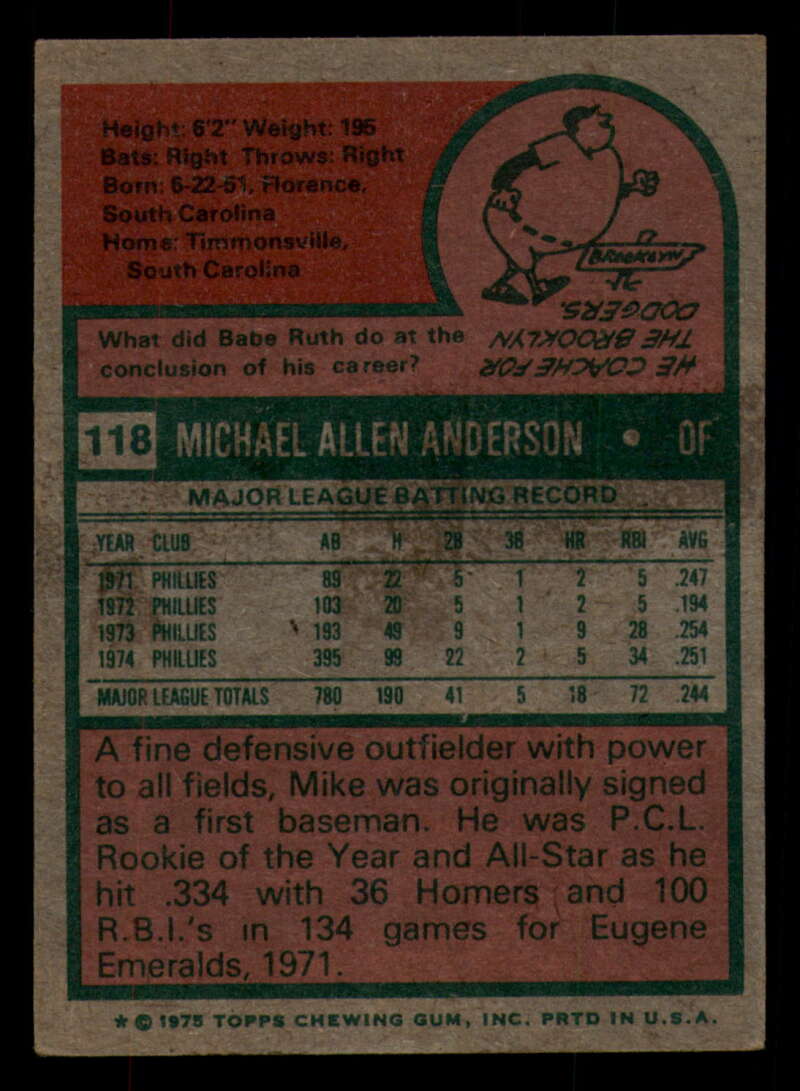 Height: 6'2" Weight: 195
Bats: Right Throws: Right
Born: 6-22-51, Florence,
South Carolina
Home: Timmonsville,
South Carolina
BROOKLYN
What did Babe Ruth do at the
conclusion of his career?
HE COACHED FOR
THE BROOKLYN
DODGERS.
118 MICHAEL ALLEN ANDERSON • OF
MAJOR LEAGUE BATTING RECORD
YEAR CLUB AB H 2B 3B HR RBI AVG
1971 PHILLIES 89 22 5 1 2 5 .247
1972 PHILLIES 103 20 5 1 2 5 .194
1973 PHILLIES 193 49 9 1 9 28 .254
1974 PHILLIES 395 99 22 2 5 34 .251
MAJOR LEAGUE TOTALS 780 190 41 5 18 72 .244
A fine defensive outfielder with power
to all fields, Mike was originally signed
as a first baseman. He was P.C.L.
Rookie of the Year and All-Star as he
hit .334 with 36 Homers and 100
R.B.I.'s in 134 games for Eugene
Emeralds, 1971.
* © 1975 TOPPS CHEWING GUM, INC. PRTD IN U.S.A.